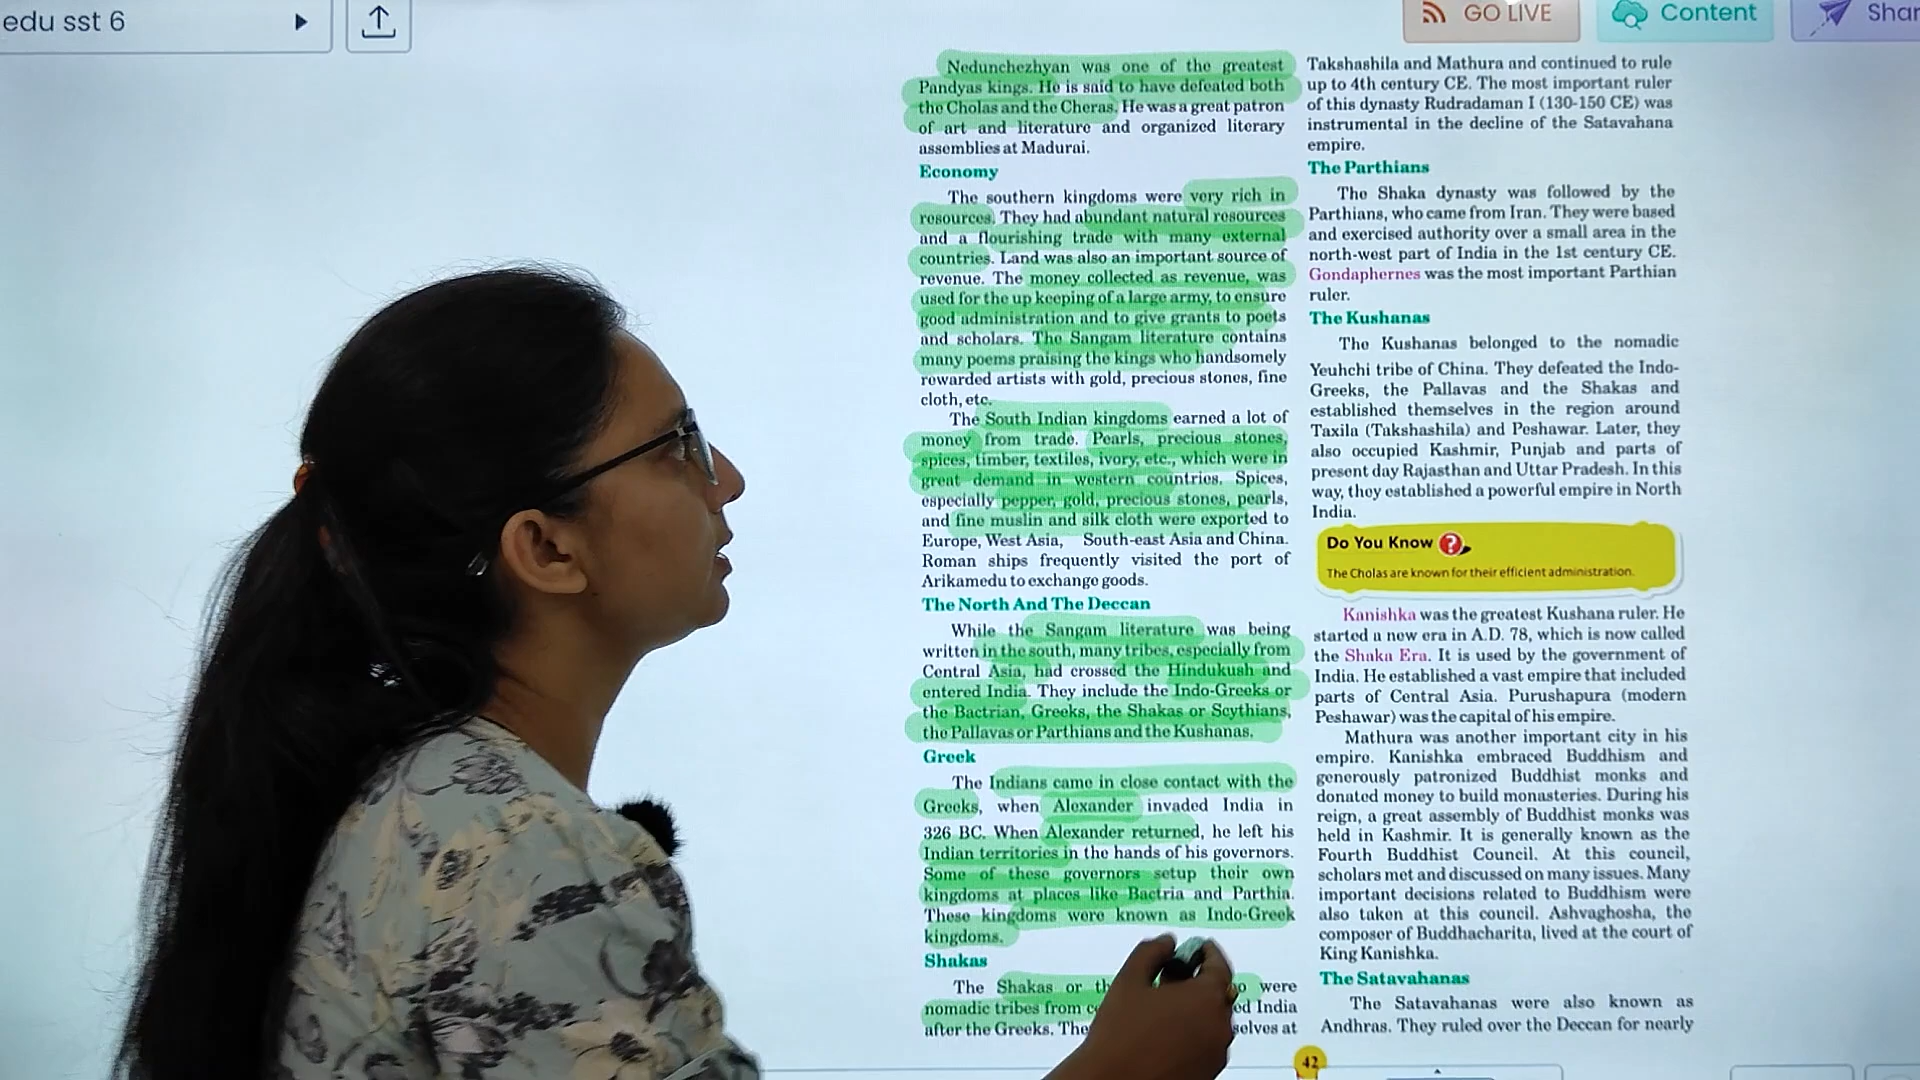 edu sst 6
GO LIVE
Content
Shar
Nedunchezhyan was one of the greatest
Pandyas kings. He is said to have defeated both
the Cholas and the Cheras. He was a great patron
of art and literature and organized literary
assemblies at Madurai.
Economy
The southern kingdoms were very rich in
resources. They had abundant natural resources
and a flourishing trade with many external
countries. Land was also an important source of
revenue. The money collected as revenue, was
used for the up keeping of a large army, to ensure
good administration and to give grants to poets
and scholars. The Sangam literature contains
many poems praising the kings who handsomely
rewarded artists with gold, precious stones, fine
cloth, etc.
The South Indian kingdoms earned a lot of
money from trade. Pearls, precious stones,
spices, timber, textiles, ivory, etc., which were in
great demand in western countries. Spices,
especially pepper, gold, precious stones, pearls,
and fine muslin and silk cloth were exported to
Europe, West Asia, South-east Asia and China.
Roman ships frequently visited the port of
Arikamedu to exchange goods.
The North And The Deccan
While the Sangam literature was being
written in the south, many tribes, especially from
Central Asia, had crossed the Hindukush and
entered India. They include the Indo-Greeks or
the Bactrian, Greeks, the Shakas or Scythians,
the Pallavas or Parthians and the Kushanas.
Greek
The Indians came in close contact with the
Greeks, when Alexander invaded India in
326 BC. When Alexander returned, he left his
Indian territories in the hands of his governors.
Some of these governors setup their own
kingdoms at places like Bactria and Parthia.
These kingdoms were known as Indo-Greek
kingdoms.
Shakas
The Shakas or were
nomadic tribes from India
after the Greeks. at
Takshashila and Mathura and continued to rule
up to 4th century CE. The most important ruler
of this dynasty Rudradaman I (130-150 CE) was
instrumental in the decline of the Satavahana
empire.
The Parthians
The Shaka dynasty was followed by the
Parthians, who came from Iran. They were based
and exercised authority over a small area in the
north-west part of India in the 1st century CE.
Gondaphernes was the most important Parthian
ruler.
The Kushanas
The Kushanas belonged to the nomadic
Yeuhchi tribe of China. They defeated the Indo-
Greeks, the Pallavas and the Shakas and
established themselves in the region around
Taxila (Takshashila) and Peshawar. Later, they
also occupied Kashmir, Punjab and parts of
present day Rajasthan and Uttar Pradesh. In this
way, they established a powerful empire in North
India.
Do You Know ?
The Cholas are known for their efficient administration.
Kanishka was the greatest Kushana ruler. He
started a new era in A.D. 78, which is now called
the Shaka Era. It is used by the government of
India. He established a vast empire that included
parts of Central Asia. Purushapura (modern
Peshawar) was the capital of his empire.
Mathura was another important city in his
empire. Kanishka embraced Buddhism and
generously patronized Buddhist monks and
donated money to build monasteries. During his
reign, a great assembly of Buddhist monks was
held in Kashmir. It is generally known as the
Fourth Buddhist Council. At this council,
scholars met and discussed on many issues. Many
important decisions related to Buddhism were
also taken at this council. Ashvaghosha, the
composer of Buddhacharita, lived at the court of
King Kanishka.
The Satavahanas
The Satavahanas were also known as
Andhras. They ruled over the Deccan for nearly
42